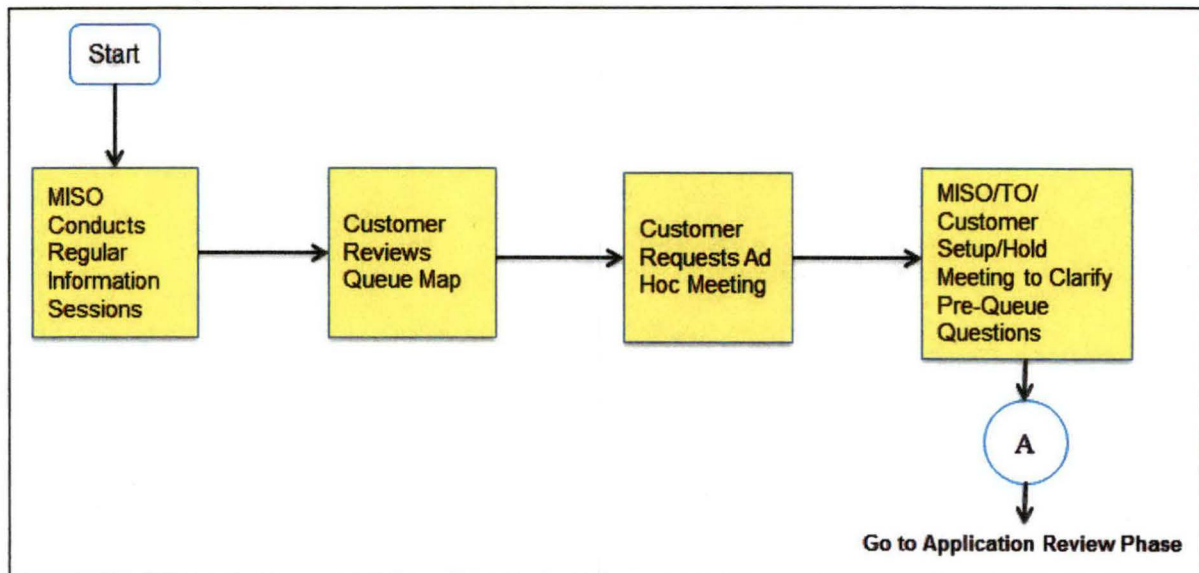 Start
MISO
Conducts
Regular
Information
Sessions
Customer
Reviews
Queue Map
Customer
Requests Ad
Hoc Meeting
MISO/TO/
Customer
Setup/Hold
Meeting to Clarify
Pre-Queue
Questions
A
Go to Application Review Phase